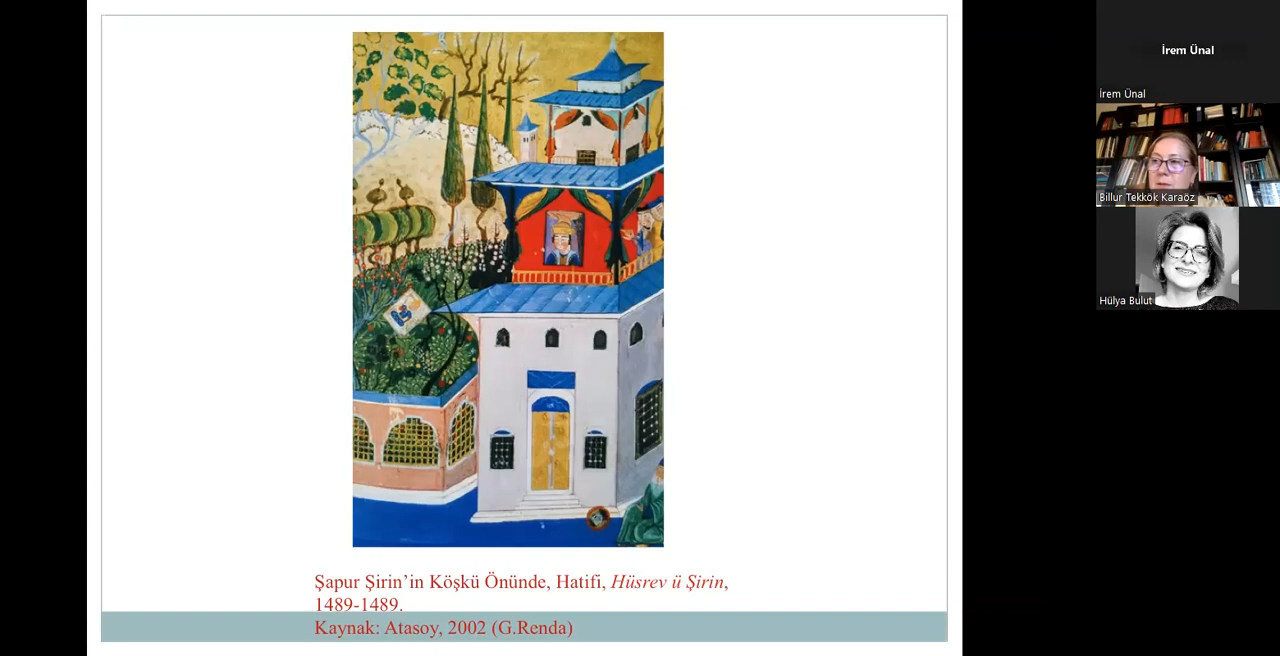 Şapur Şirin’in Köşkü Önünde, Hatifi, Hüsrev ü Şirin,
1489-1489.
Kaynak: Atasoy, 2002 (G.Renda)
İrem Ünal
İrem Ünal
Billur Tekkök Karaöz
Hülya Bulut